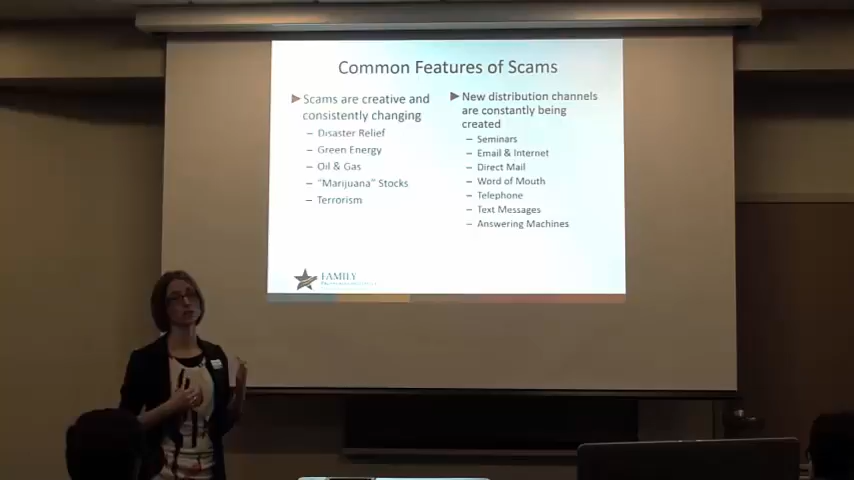 Common Features of Scams
Scams are creative and
consistently changing
– Disaster Relief
– Green Energy
– Oil & Gas
– "Marijuana" Stocks
– Terrorism
New distribution channels
are constantly being
created
– Seminars
– Email & Internet
– Direct Mail
– Word of Mouth
– Telephone
– Text Messages
– Answering Machines
FAMILY